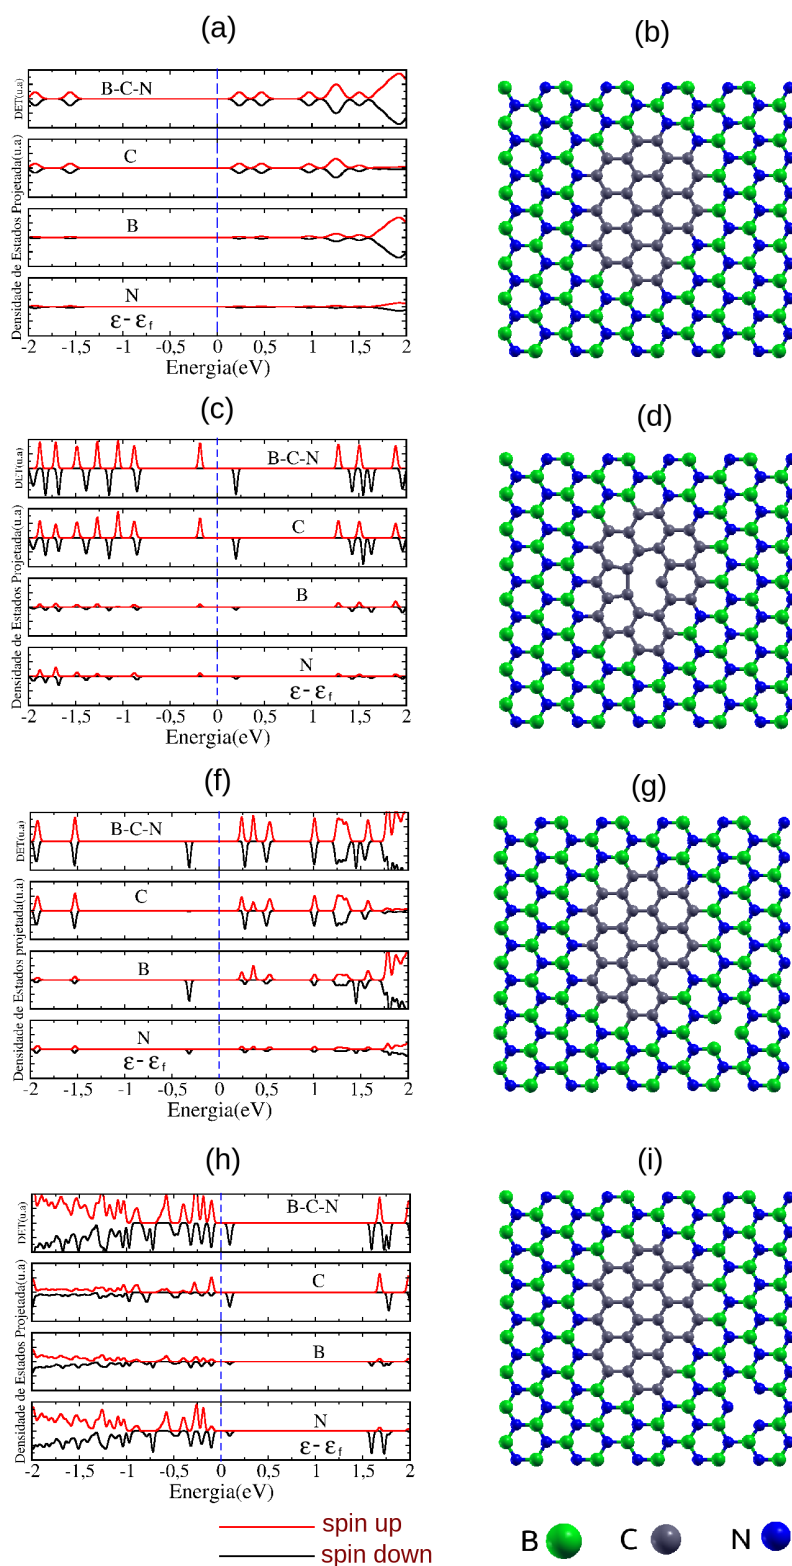 (a)
(b)
DET(u.a)
B-C-N
Densidade de Estados Projetada(u.a)
C
B
N
ε-εf
-2 -1,5 -1 -0,5 0 0,5 1 1,5 2
Energia(eV)
(c)
(d)
DET(u.a)
B-C-N
Densidade de Estados Projetada(u.a)
C
B
N
ε-εf
-2 -1,5 -1 -0,5 0 0,5 1 1,5 2
Energia(eV)
(f)
(g)
DET(u.a)
B-C-N
Densidade de Estados projetada(u.a)
C
B
N
ε-εf
-2 -1,5 -1 -0,5 0 0,5 1 1,5 2
Energia(eV)
(h)
(i)
DET(u.a)
B-C-N
Densidade de Estados Projetada(u.a)
C
B
N
ε-εf
-2 -1,5 -1 -0,5 0 0,5 1 1,5 2
Energia(eV)
spin up
spin down
B C N